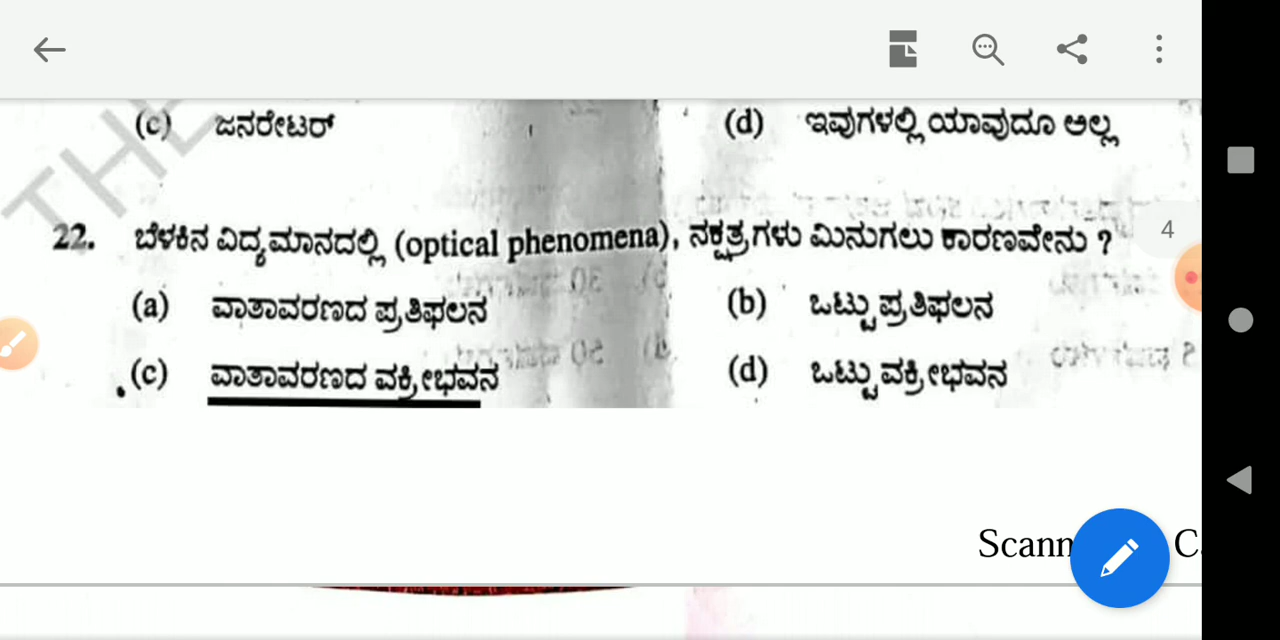 (c) ಜನರೇಟರ್ (d) ಇವುಗಳಲ್ಲಿ ಯಾವುದೂ ಅಲ್ಲ
THE
22. ಬೆಳಕಿನ ವಿದ್ಯಮಾನದಲ್ಲಿ (optical phenomena), ನಕ್ಷತ್ರಗಳು ಮಿನುಗಲು ಕಾರಣವೇನು ?
4
(a) ವಾತಾವರಣದ ಪ್ರತಿಫಲನ (b) ಒಟ್ಟು ಪ್ರತಿಫಲನ
(c) ವಾತಾವರಣದ ವಕ್ರೀಭವನ (d) ಒಟ್ಟು ವಕ್ರೀಭವನ